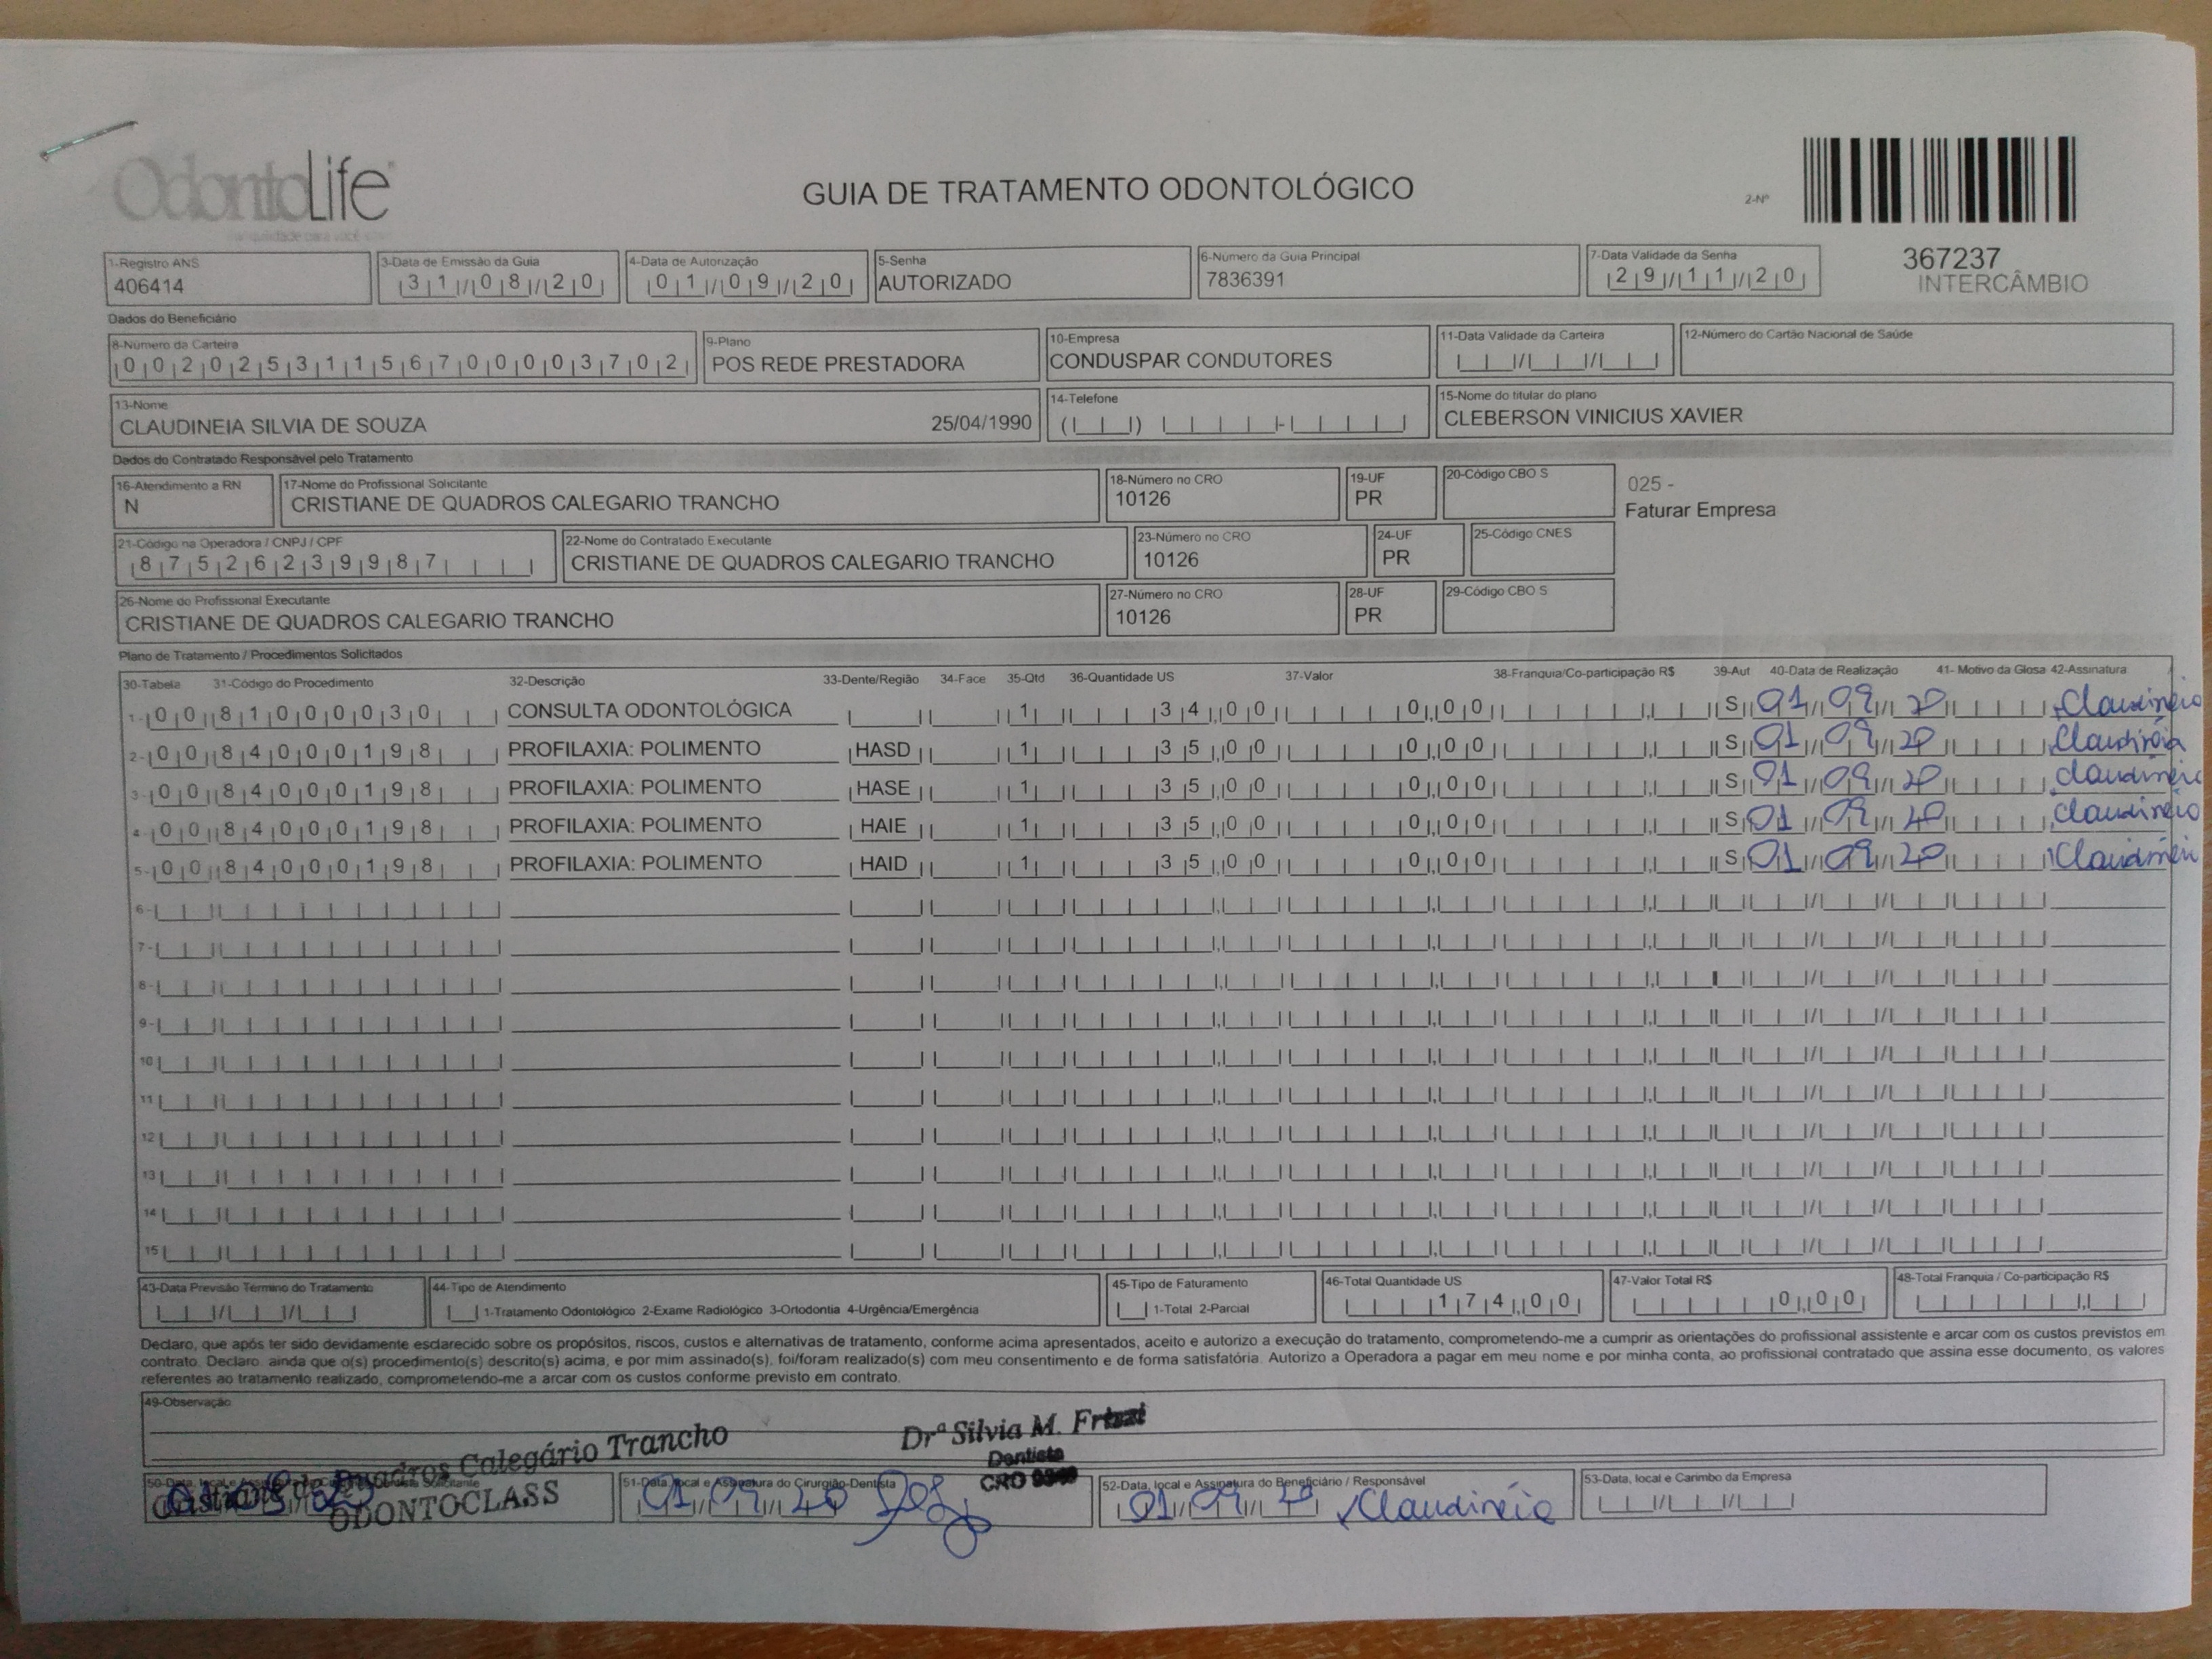 OdontoLife
GUIA DE TRATAMENTO ODONTOLÓGICO
2-Nº
367237
INTERCÂMBIO
1-Registro ANS
406414
3-Data de Emissão da Guia
31/08/20
4-Data de Autorização
01/09/20
5-Senha
AUTORIZADO
6-Número da Guia Principal
7836391
7-Data Validade da Senha
29/11/20
Dados do Beneficiário
8-Número da Carteira
00202531156700003702
9-Plano
POS REDE PRESTADORA
10-Empresa
CONDUSPAR CONDUTORES
11-Data Validade da Carteira
12-Número do Cartão Nacional de Saúde
13-Nome
CLAUDINEIA SILVIA DE SOUZA 25/04/1990
14-Telefone
15-Nome do titular do plano
CLEBERSON VINICIUS XAVIER
Dados do Contratado Responsável pelo Tratamento
16-Atendimento a RN
N
17-Nome do Profissional Solicitante
CRISTIANE DE QUADROS CALEGARIO TRANCHO
18-Número no CRO
10126
19-UF
PR
20-Código CBO S
025 -
Faturar Empresa
21-Código na Operadora / CNPJ / CPF
87526239987
22-Nome do Contratado Executante
CRISTIANE DE QUADROS CALEGARIO TRANCHO
23-Número no CRO
10126
24-UF
PR
25-Código CNES
26-Nome do Profissional Executante
CRISTIANE DE QUADROS CALEGARIO TRANCHO
27-Número no CRO
10126
28-UF
PR
29-Código CBO S
Plano de Tratamento / Procedimentos Solicitados
30-Tabela 31-Código do Procedimento 32-Descrição 33-Dente/Região 34-Face 35-Qtd 36-Quantidade US 37-Valor 38-Franquia/Co-participação R$ 39-Aut 40-Data de Realização 41- Motivo da Glosa 42-Assinatura
1- 00 81000030 CONSULTA ODONTOLÓGICA 1 34,00 0,00 S 01/09/20 Claudinéia
2- 00 84000198 PROFILAXIA: POLIMENTO HASD 1 35,00 0,00 S 01/09/20 Claudinéia
3- 00 84000198 PROFILAXIA: POLIMENTO HASE 1 35,00 0,00 S 01/09/20 Claudinéia
4- 00 84000198 PROFILAXIA: POLIMENTO HAIE 1 35,00 0,00 S 01/09/20 Claudinéia
5- 00 84000198 PROFILAXIA: POLIMENTO HAID 1 35,00 0,00 S 01/09/20 Claudinéia
6-
7-
8-
9-
10
11
12
13
14
15
43-Data Previsão Término do Tratamento
44-Tipo de Atendimento
1-Tratamento Odontológico 2-Exame Radiológico 3-Ortodontia 4-Urgência/Emergência
45-Tipo de Faturamento
1-Total 2-Parcial
46-Total Quantidade US
174,00
47-Valor Total R$
0,00
48-Total Franquia / Co-participação R$
Declaro, que após ter sido devidamente esclarecido sobre os propósitos, riscos, custos e alternativas de tratamento, conforme acima apresentados, aceito e autorizo a execução do tratamento, comprometendo-me a cumprir as orientações do profissional assistente e arcar com os custos previstos em
contrato. Declaro, ainda que o(s) procedimento(s) descrito(s) acima, e por mim assinado(s), foi/foram realizado(s) com meu consentimento e de forma satisfatória. Autorizo a Operadora a pagar em meu nome e por minha conta, ao profissional contratado que assina esse documento, os valores
referentes ao tratamento realizado, comprometendo-me a arcar com os custos conforme previsto em contrato.
49-Observação
de Quadros Calegário Trancho
ODONTOCLASS
Drª Silvia M.
Dentista
CRO
51-Data, local e Assinatura do Cirurgião-Dentista
01/09/20
52-Data, local e Assinatura do Beneficiário / Responsável
01/09/20 Claudinéia
53-Data, local e Carimbo da Empresa